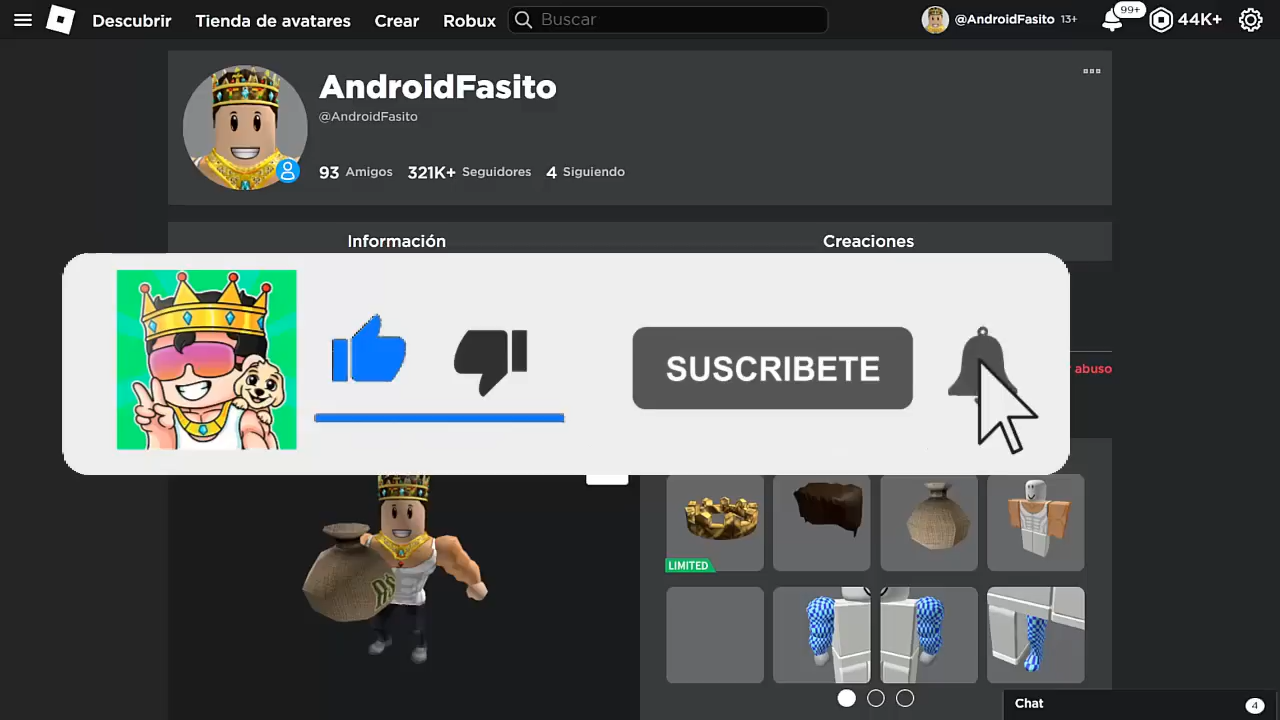 Descubrir Tienda de avatares Crear Robux Buscar @AndroidFasito 13+ 99+ 44K+
AndroidFasito
@AndroidFasito
93 Amigos 321K+ Seguidores 4 Siguiendo
Información Creaciones
SUSCRIBETE
abuso
LIMITED
Chat 4